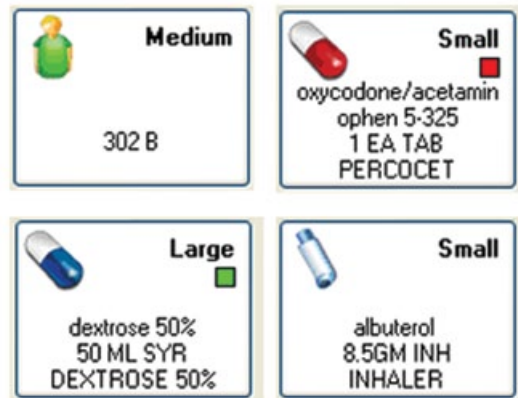 Medium
302 B
Small
oxycodone/acetamin
ophen 5-325
1 EA TAB
PERCOCET
Large
dextrose 50%
50 ML SYR
DEXTROSE 50%
Small
albuterol
8.5GM INH
INHALER